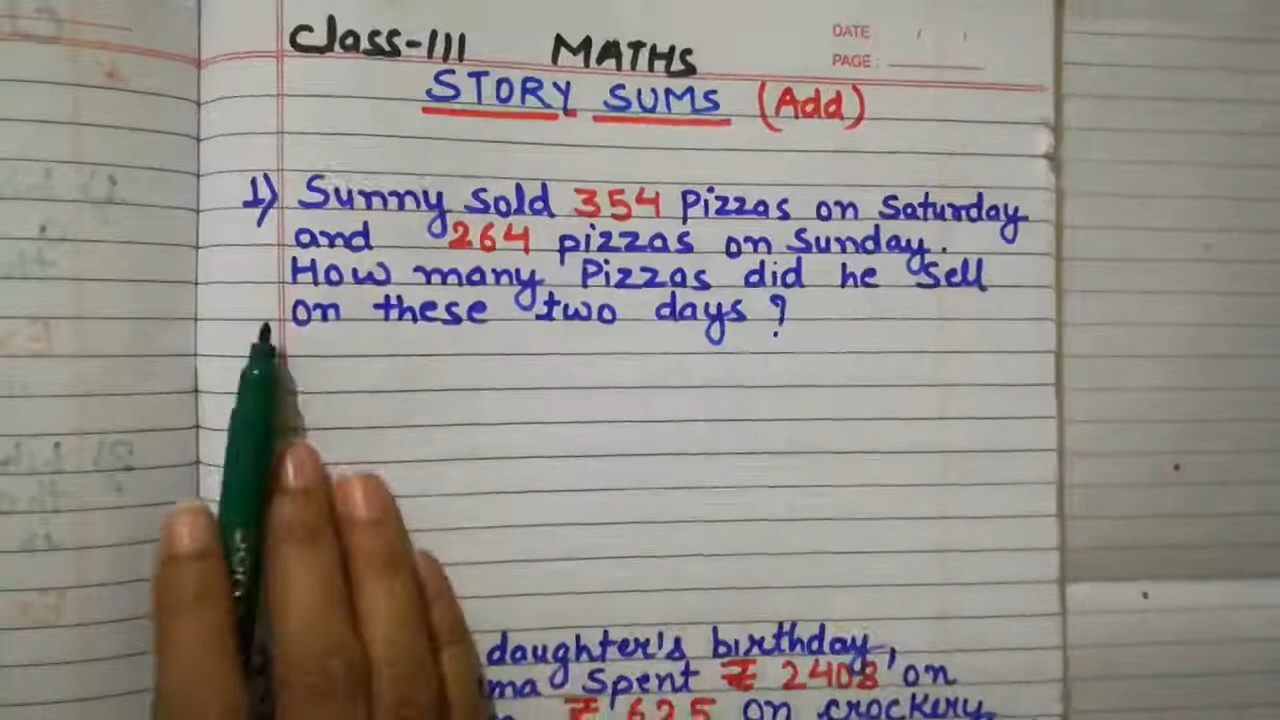 Class-III MATHS
DATE / /
PAGE :
STORY SUMS (Add)
1) Sunny sold 354 Pizzas on Saturday
and 264 pizzas on Sunday.
How many Pizzas did he sell
on these two days ?
daughter's birthday,
spent ₹ 2408 on
₹ 625 on crockery